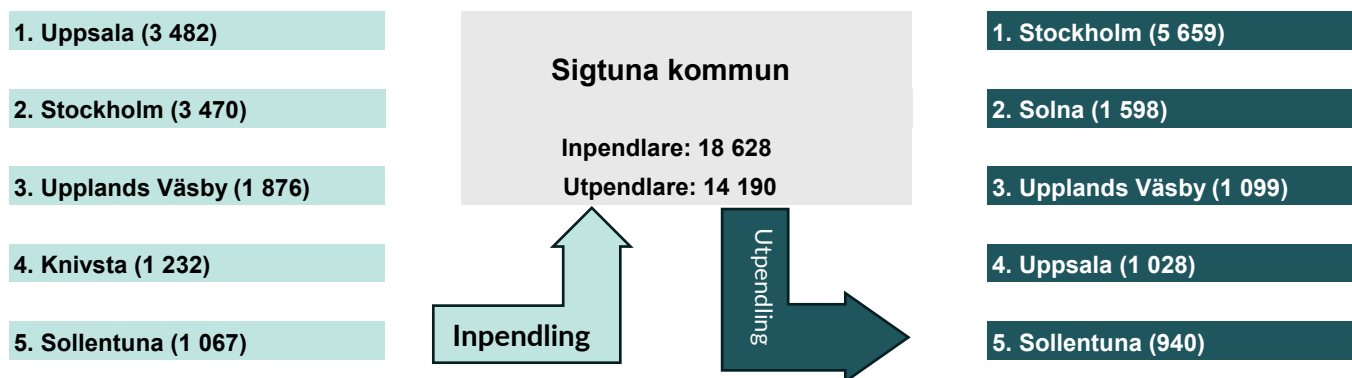 1. Uppsala (3 482)
2. Stockholm (3 470)
3. Upplands Väsby (1 876)
4. Knivsta (1 232)
5. Sollentuna (1 067)
Sigtuna kommun
Inpendlare: 18 628
Utpendlare: 14 190
Inpendling
Utpendling
1. Stockholm (5 659)
2. Solna (1 598)
3. Upplands Väsby (1 099)
4. Uppsala (1 028)
5. Sollentuna (940)